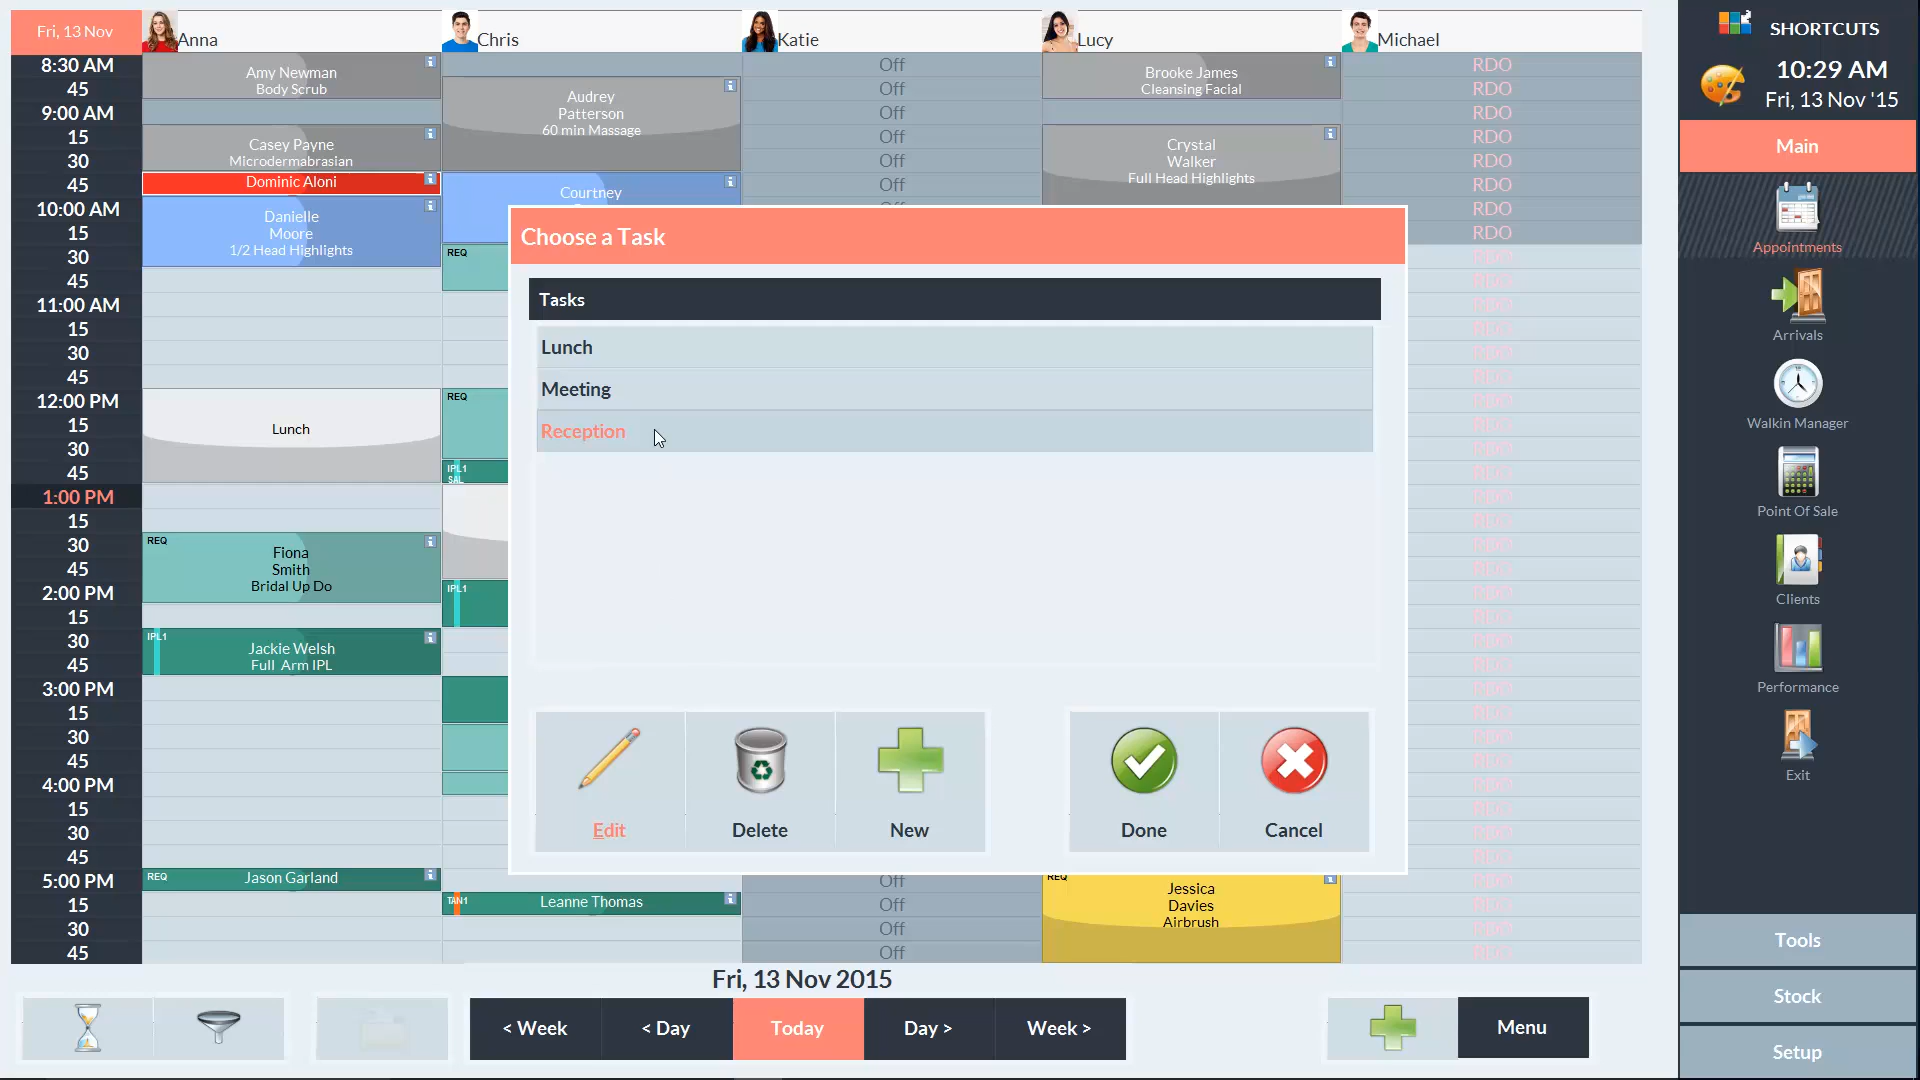 Fri, 13 Nov
Anna
Chris
Katie
Lucy
Michael
8:30 AM
45
9:00 AM
15
30
45
10:00 AM
15
30
45
11:00 AM
15
30
45
12:00 PM
15
30
45
1:00 PM
15
30
45
2:00 PM
15
30
45
3:00 PM
15
30
45
4:00 PM
15
30
45
5:00 PM
15
30
45
Amy Newman
Body Scrub
Casey Payne
Microdermabrasian
Dominic Aloni
Danielle
Moore
1/2 Head Highlights
Lunch
REQ
Fiona
Smith
Bridal Up Do
IPL1
Jackie Welsh
Full Arm IPL
REQ
Jason Garland
Audrey
Patterson
60 min Massage
Courtney
REQ
REQ
IPL1
SAL
IPL1
TAN1
Leanne Thomas
Off
Off
Off
Off
Off
Off
Off
Off
Off
Off
Brooke James
Cleansing Facial
Crystal
Walker
Full Head Highlights
REQ
Jessica
Davies
Airbrush
RDO
RDO
RDO
RDO
RDO
RDO
RDO
RDO
Choose a Task
Tasks
Lunch
Meeting
Reception
Edit
Delete
New
Done
Cancel
Fri, 13 Nov 2015
< Week
< Day
Today
Day >
Week >
Menu
SHORTCUTS
10:29 AM
Fri, 13 Nov '15
Main
Appointments
Arrivals
Walkin Manager
Point Of Sale
Clients
Performance
Exit
Tools
Stock
Setup